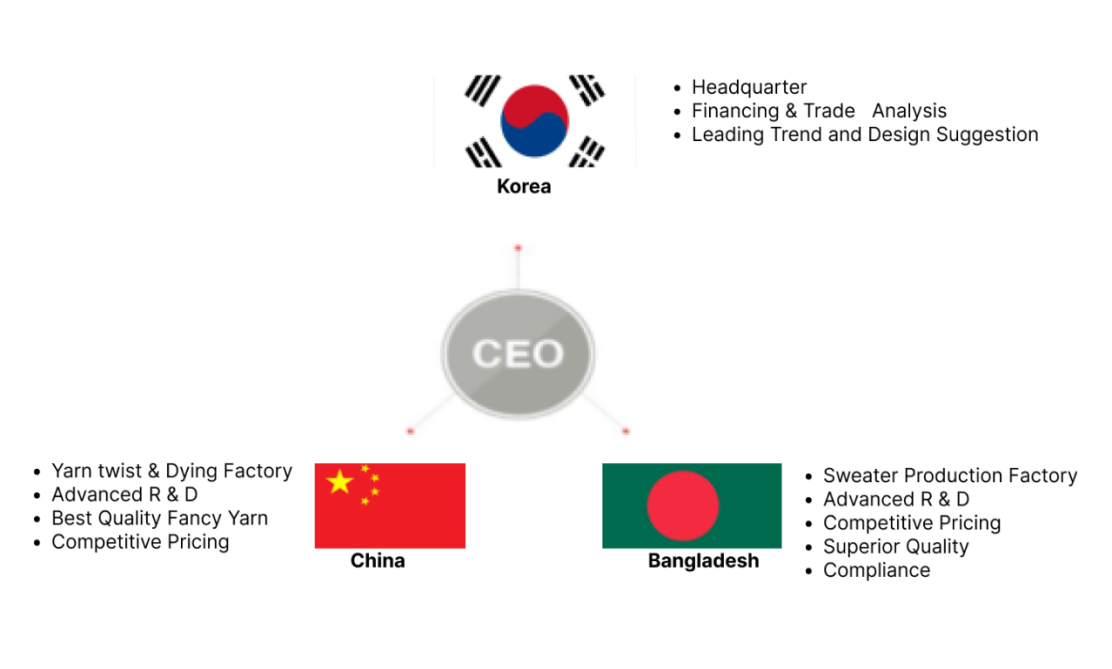 • Headquarter
• Financing & Trade   Analysis
• Leading Trend and Design Suggestion
Korea
CEO
• Yarn twist & Dying Factory
• Advanced R & D
• Best Quality Fancy Yarn
• Competitive Pricing
China
• Sweater Production Factory
• Advanced R & D
• Competitive Pricing
• Superior Quality
• Compliance
Bangladesh